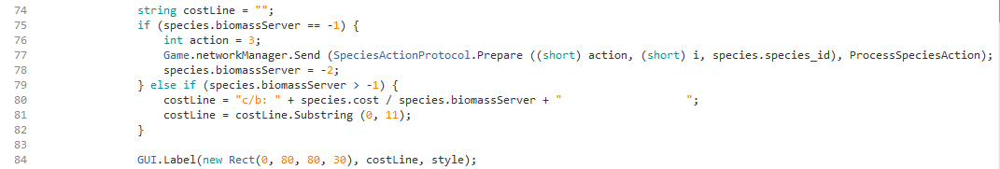 74 string costLine = "";
75 if (species.biomassServer == -1) {
76 int action = 3;
77 Game.networkManager.Send (SpeciesActionProtocol.Prepare ((short) action, (short) i, species.species_id), ProcessSpeciesAction);
78 species.biomassServer = -2;
79 } else if (species.biomassServer > -1) {
80 costLine = "c/b: " + species.cost / species.biomassServer + "                    ";
81 costLine = costLine.Substring (0, 11);
82 }
83
84 GUI.Label(new Rect(0, 80, 80, 30), costLine, style);